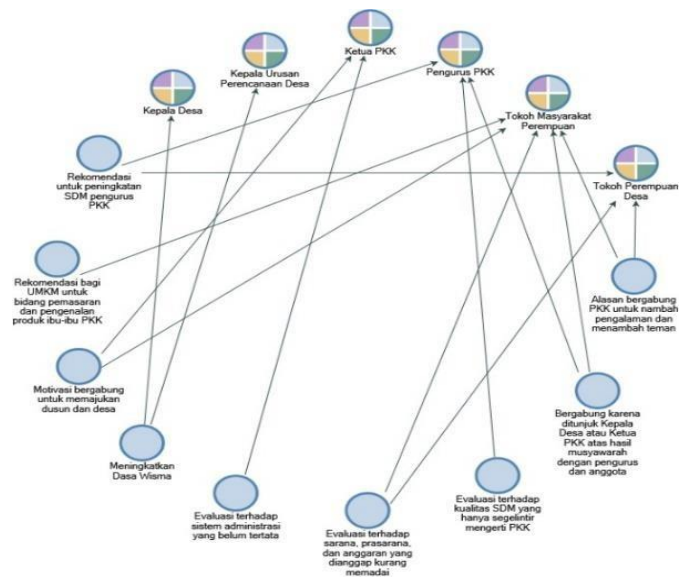 Ketua PKK
Kepala Urusan
Perencanaan Desa
Pengurus PKK
Kepala Desa
Tokoh Masyarakat
Perempuan
Rekomendasi
untuk peningkatan
SDM pengurus
PKK
Tokoh Perempuan
Desa
Rekomendasi bagi
UMKM untuk
bidang pemasaran
dan pengenalan
produk ibu-ibu PKK
Alasan bergabung
PKK untuk nambah
pengalaman dan
menambah teman
Motivasi bergabung
untuk memajukan
dusun dan desa
Bergabung karena
ditunjuk Kepala
Desa atau Ketua
PKK atas hasil
musyawarah
dengan pengurus
dan anggota
Meningkatkan
Dasa Wisma
Evaluasi terhadap
sistem administrasi
yang belum tertata
Evaluasi terhadap
sarana, prasarana,
dan anggaran yang
dianggap kurang
memadai
Evaluasi terhadap
kualitas SDM yang
hanya segelintir
mengerti PKK